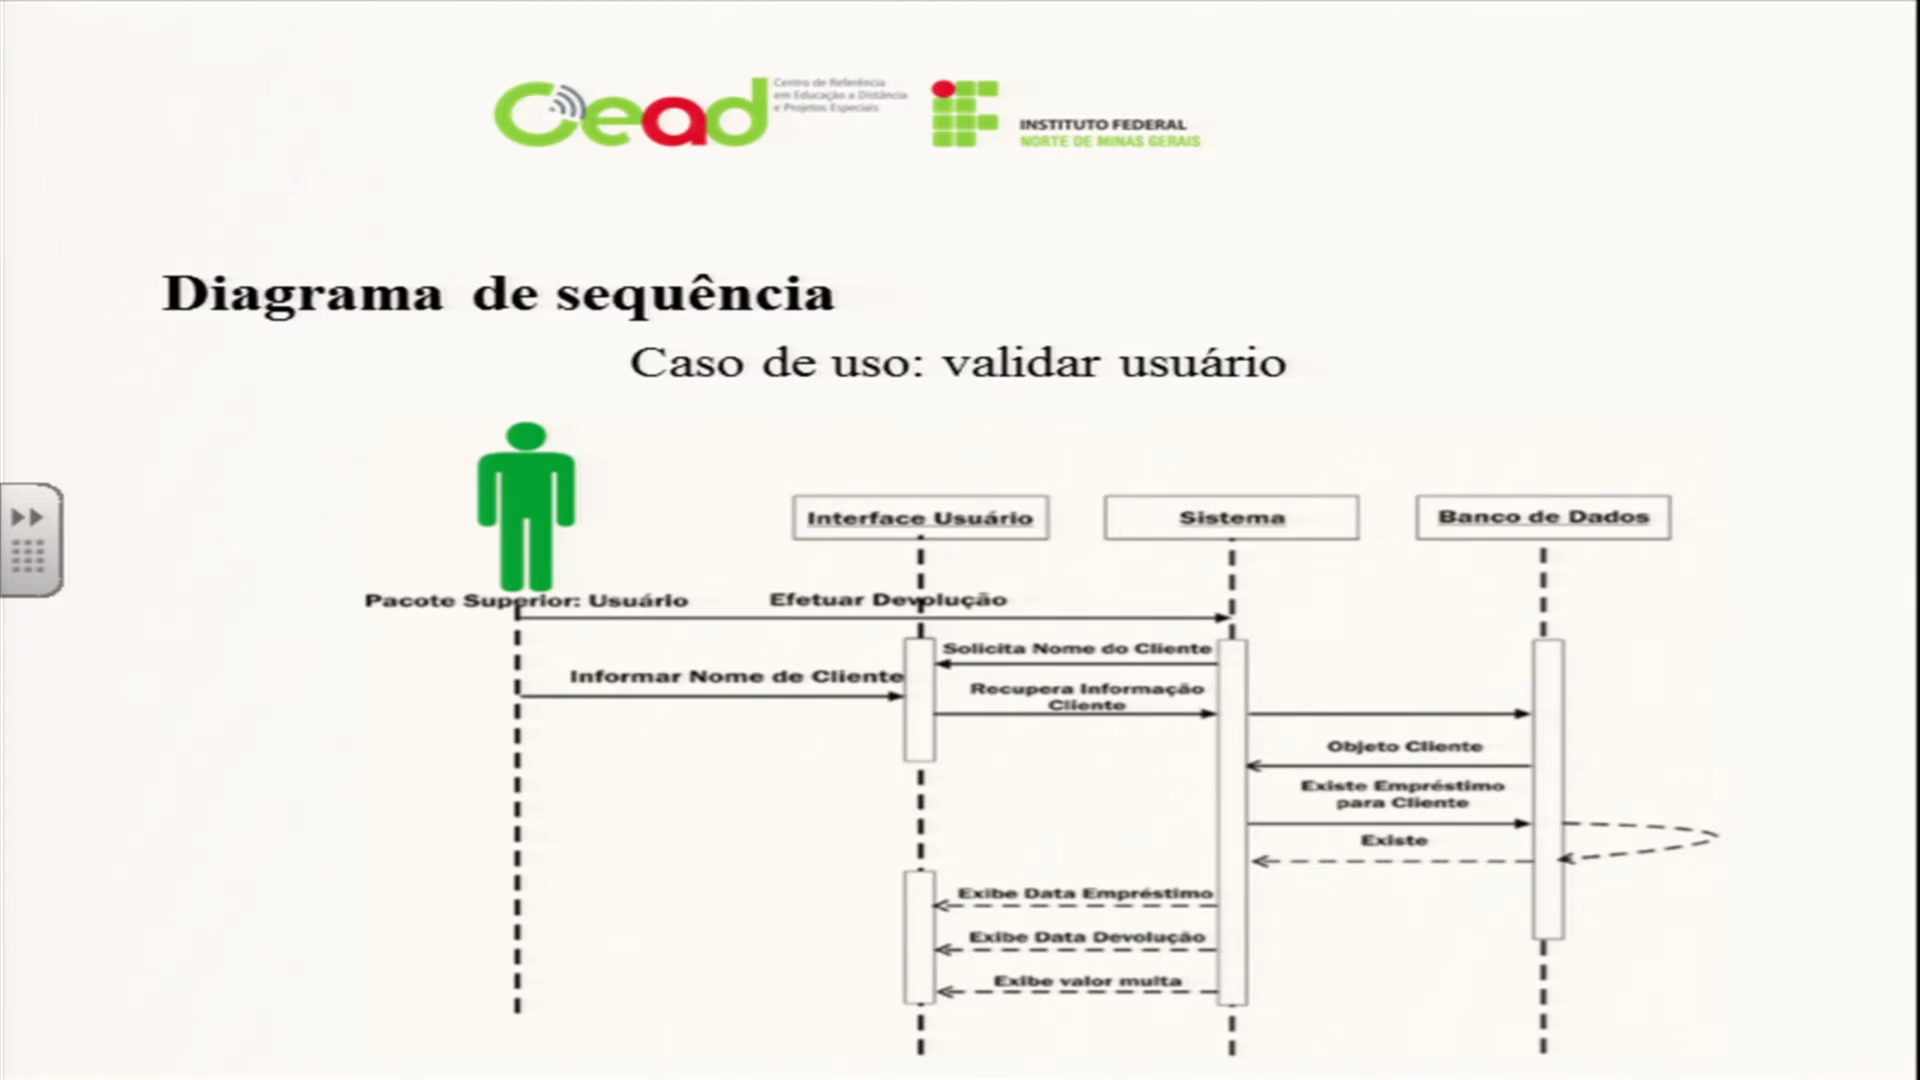 Cead
Centro de Referência
em Educação a Distância
e Projetos Especiais
INSTITUTO FEDERAL
NORTE DE MINAS GERAIS
Diagrama de sequência
Caso de uso: validar usuário
Interface Usuário
Sistema
Banco de Dados
Pacote Superior: Usuário
Efetuar Devolução
Solicita Nome do Cliente
Informar Nome de Cliente
Recupera Informação
Cliente
Objeto Cliente
Existe Empréstimo
para Cliente
Existe
Exibe Data Empréstimo
Exibe Data Devolução
Exibe valor multa